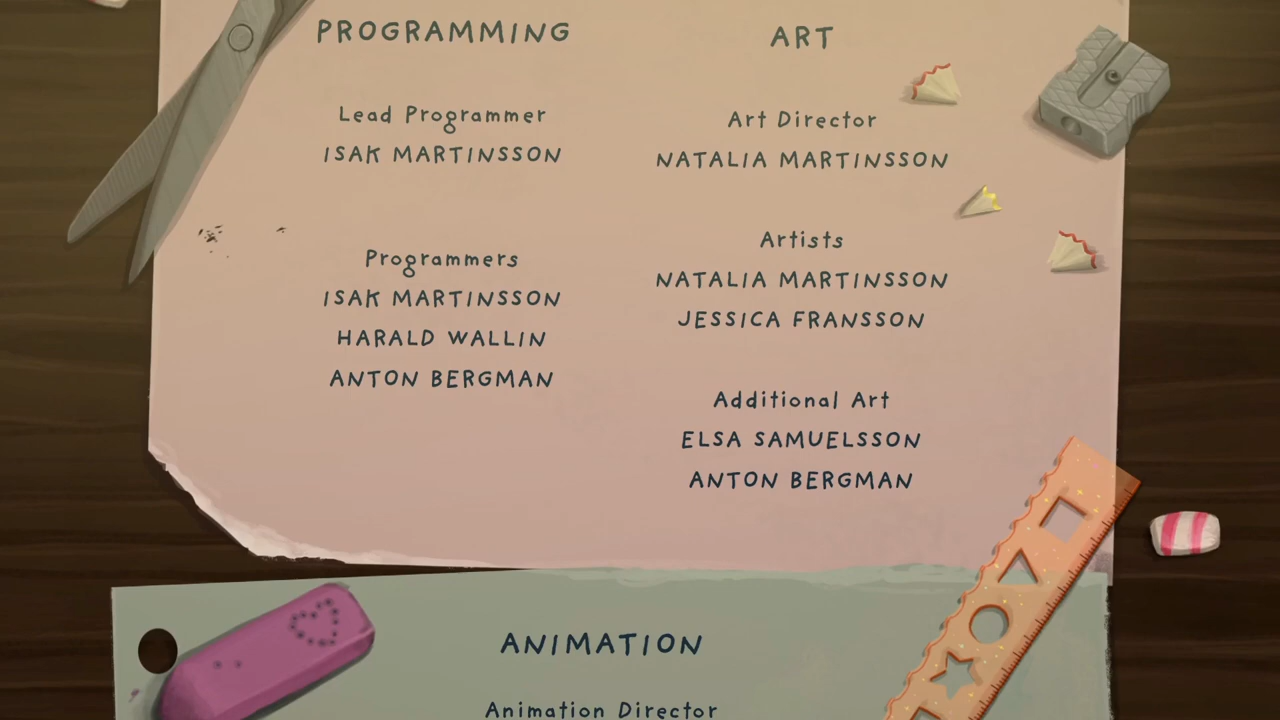 PROGRAMMING
Lead Programmer
ISAK MARTINSSON
Programmers
ISAK MARTINSSON
HARALD WALLIN
ANTON BERGMAN
ART
Art Director
NATALIA MARTINSSON
Artists
NATALIA MARTINSSON
JESSICA FRANSSON
Additional Art
ELSA SAMUELSSON
ANTON BERGMAN
ANIMATION
Animation Director